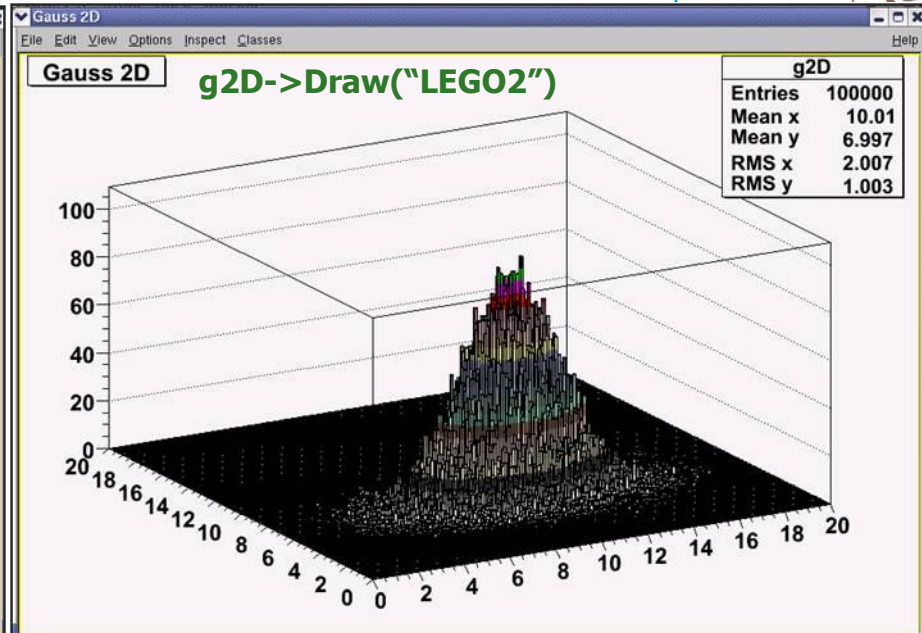 Gauss 2D
File Edit View Options Inspect Classes Help
Gauss 2D
g2D->Draw(“LEGO2”)
g2D
Entries 100000
Mean x 10.01
Mean y 6.997
RMS x 2.007
RMS y 1.003
100
80
60
40
20
0
20 18 16 14 12 10 8 6 4 2 0
0 2 4 6 8 10 12 14 16 18 20